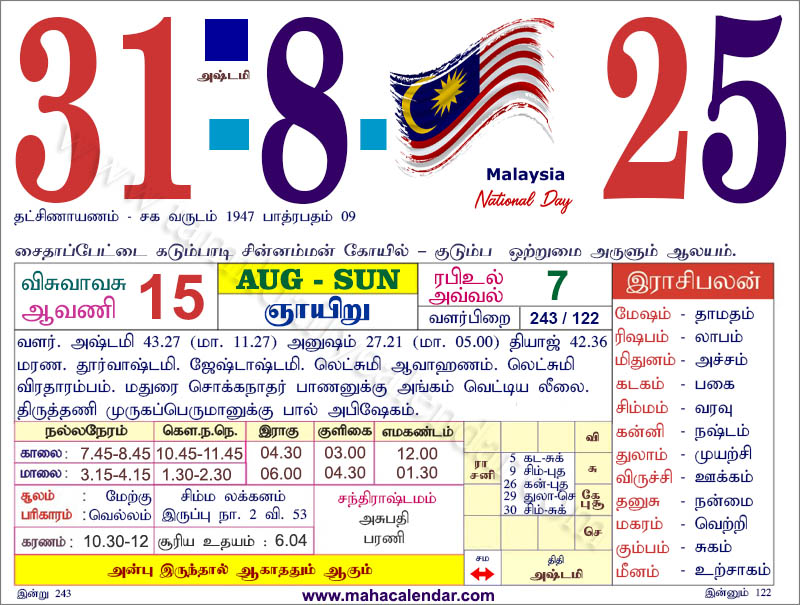 31-8-25
அஷ்டமி
Malaysia
National Day
தட்சிணாயணம் - சக வருடம் 1947 பாத்ரபதம் 09
சைதாப்பேட்டை கடும்பாடி சின்னம்மன் கோயில் – குடும்ப ஒற்றுமை அருளும் ஆலயம்.
விசுவாவசு
ஆவணி 15
AUG - SUN
ஞாயிறு
ரபிஉல் அவ்வல் 7
வளர்பிறை 243 / 122
வளர். அஷ்டமி 43.27 (மா. 11.27) அனுஷம் 27.21 (மா. 05.00) தியாஜ் 42.36
மரண. தூர்வாஷ்டமி. ஜேஷ்டாஷ்டமி. லெட்சுமி ஆவாஹணம். லெட்சுமி
விரதாரம்பம். மதுரை சொக்கநாதர் பாணனுக்கு அங்கம் வெட்டிய லீலை.
திருத்தணி முருகப்பெருமானுக்கு பால் அபிஷேகம்.
நல்லநேரம் கௌ.ந.நெ. இராகு குளிகை எமகண்டம்
காலை: 7.45-8.45 10.45-11.45 04.30 03.00 12.00
மாலை: 3.15-4.15 1.30-2.30 06.00 04.30 01.30
சூலம் : மேற்கு
பரிகாரம் : வெல்லம்
சிம்ம லக்கனம்
இருப்பு நா. 2 வி. 53
கரணம்: 10.30-12 சூரிய உதயம் : 6.04
சந்திராஷ்டமம்
அசுபதி
பரணி
அன்பு இருந்தால் ஆகாததும் ஆகும்
வி
ரா
சனி
சு
கே
புசூ
செ
5 கட-சுக்
9 சிம்-புத
26 கன்-புத
29 துலா-செ
30 சிம்-சுக்
சம
திதி
அஷ்டமி
இராசிபலன்
மேஷம் - தாமதம்
ரிஷபம் - லாபம்
மிதுனம் - அச்சம்
கடகம் - பகை
சிம்மம் - வரவு
கன்னி - நஷ்டம்
துலாம் - முயற்சி
விருச்சி - ஊக்கம்
தனுசு - நன்மை
மகரம் - வெற்றி
கும்பம் - சுகம்
மீனம் - உற்சாகம்
இன்று 243
www.mahacalendar.com
இன்னும் 122